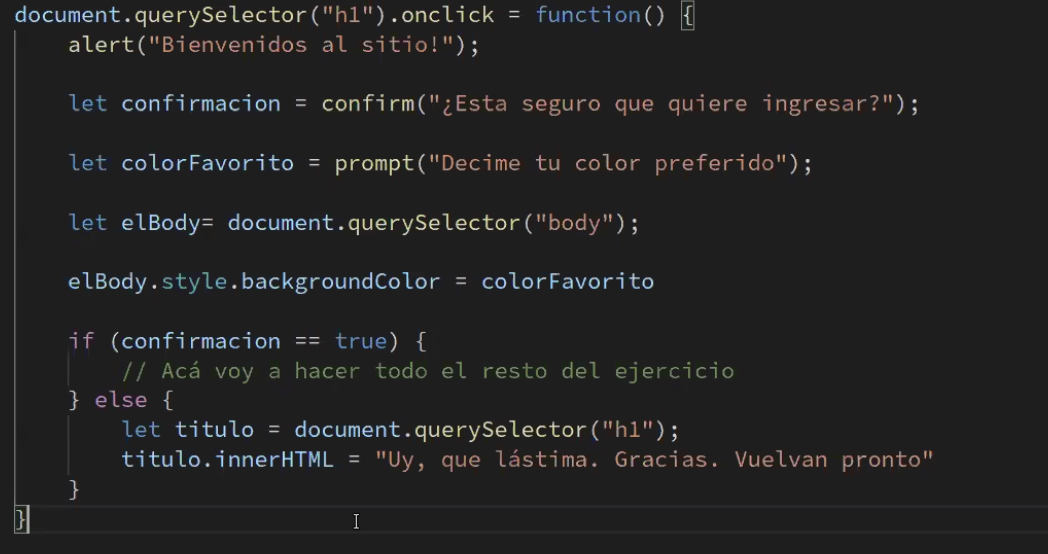 document.querySelector("h1").onclick = function() {
alert("Bienvenidos al sitio!");
let confirmacion = confirm("¿Esta seguro que quiere ingresar?");
let colorFavorito = prompt("Decime tu color preferido");
let elBody= document.querySelector("body");
elBody.style.backgroundColor = colorFavorito
if (confirmacion == true) {
// Acá voy a hacer todo el resto del ejercicio
} else {
let titulo = document.querySelector("h1");
titulo.innerHTML = "Uy, que lástima. Gracias. Vuelvan pronto"
}
}